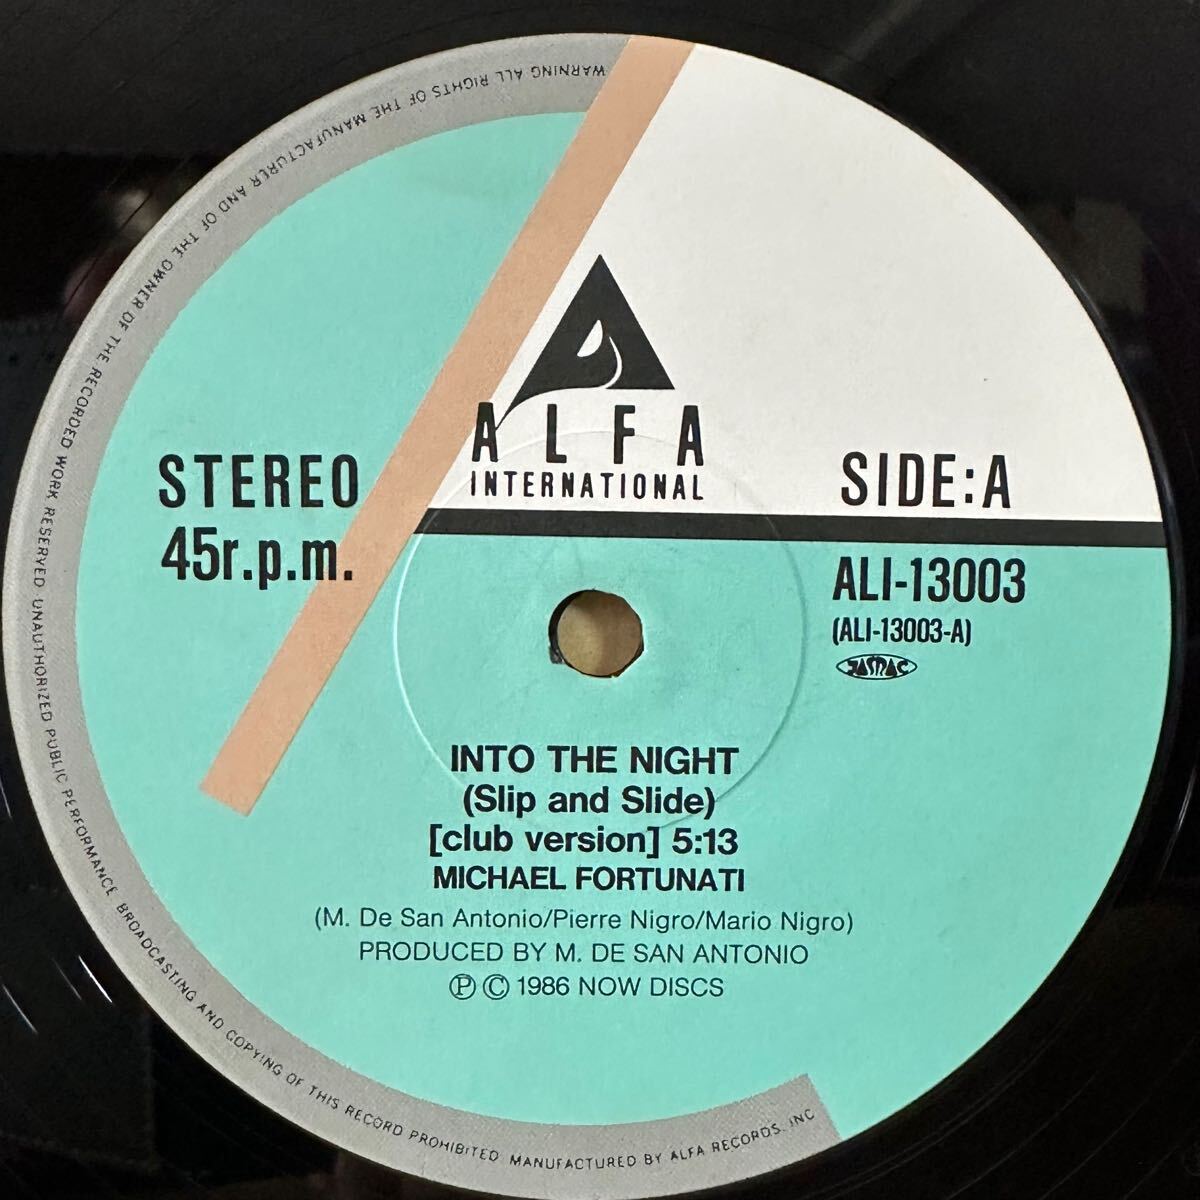 WARNING ALL RIGHTS OF THE MANUFACTURER AND OF THE OWNER OF THE RECORDED WORK RESERVED UNAUTHORIZED PUBLIC PERFORMANCE BROADCASTING AND COPYING OF THIS RECORD PROHIBITED MANUFACTURED BY ALFA RECORDS. INC
ALFA
INTERNATIONAL
STEREO
45r.p.m.
SIDE:A
ALI-13003
(ALI-13003-A)
JASRAC
INTO THE NIGHT
(Slip and Slide)
[club version] 5:13
MICHAEL FORTUNATI
(M. De San Antonio/Pierre Nigro/Mario Nigro)
PRODUCED BY M. DE SAN ANTONIO
Ⓟ © 1986 NOW DISCS